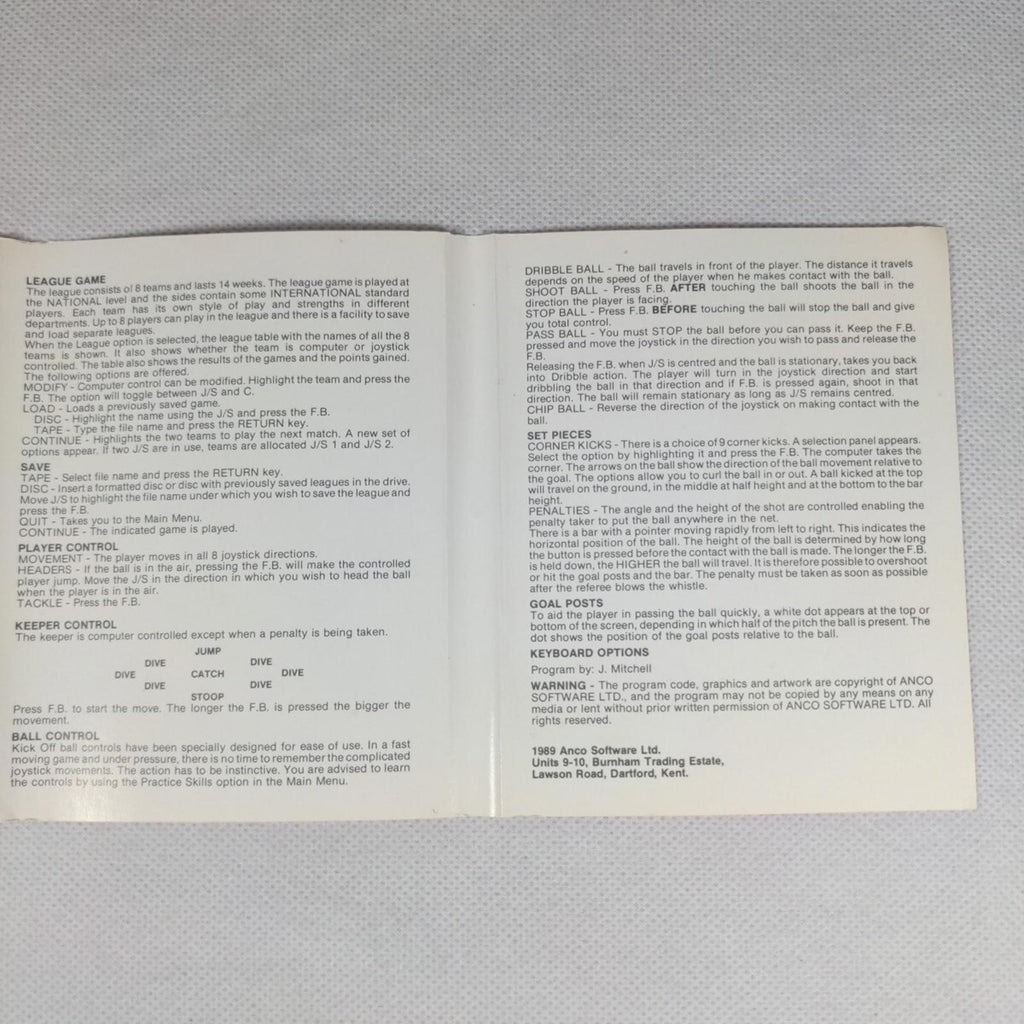 LEAGUE GAME
The league consists of 8 teams and lasts 14 weeks. The league game is played at
the NATIONAL level and the sides contain some INTERNATIONAL standard
players. Each team has its own style of play and strengths in different
departments. Up to 8 players can play in the league and there is a facility to save
and load separate leagues.
When the League option is selected, the league table with the names of all the 8
teams is shown. It also shows whether the team is computer or joystick
controlled. The table also shows the results of the games and the points gained.
The following options are offered.
MODIFY - Computer control can be modified. Highlight the team and press the
F.B. The option will toggle between J/S and C.
LOAD - Loads a previously saved game.
DISC - Highlight the name using the J/S and press the F.B.
TAPE - Type the file name and press the RETURN key.
CONTINUE - Highlights the two teams to play the next match. A new set of
options appear. If two J/S are in use, teams are allocated J/S 1 and J/S 2.
SAVE
TAPE - Select file name and press the RETURN key.
DISC - Insert a formatted disc or disc with previously saved leagues in the drive.
Move J/S to highlight the file name under which you wish to save the league and
press the F.B.
QUIT - Takes you to the Main Menu.
CONTINUE - The indicated game is played.
PLAYER CONTROL
MOVEMENT - The player moves in all 8 joystick directions.
HEADERS - If the ball is in the air, pressing the F.B. will make the controlled
player jump. Move the J/S in the direction in which you wish to head the ball
when the player is in the air.
TACKLE - Press the F.B.
KEEPER CONTROL
The keeper is computer controlled except when a penalty is being taken.
JUMP
DIVE DIVE
DIVE CATCH DIVE
DIVE DIVE
STOOP
Press F.B. to start the move. The longer the F.B. is pressed the bigger the
movement.
BALL CONTROL
Kick Off ball controls have been specially designed for ease of use. In a fast
moving game and under pressure, there is no time to remember the complicated
joystick movements. The action has to be instinctive. You are advised to learn
the controls by using the Practice Skills option in the Main Menu.
DRIBBLE BALL - The ball travels in front of the player. The distance it travels
depends on the speed of the player when he makes contact with the ball.
SHOOT BALL - Press F.B. AFTER touching the ball shoots the ball in the
direction the player is facing.
STOP BALL - Press F.B. BEFORE touching the ball will stop the ball and give
you total control.
PASS BALL - You must STOP the ball before you can pass it. Keep the F.B.
pressed and move the joystick in the direction you wish to pass and release the
F.B.
Releasing the F.B. when J/S is centred and the ball is stationary, takes you back
into Dribble action. The player will turn in the joystick direction and start
dribbling the ball in that direction and if F.B. is pressed again, shoot in that
direction. The ball will remain stationary as long as J/S remains centred.
CHIP BALL - Reverse the direction of the joystick on making contact with the
ball.
SET PIECES
CORNER KICKS - There is a choice of 9 corner kicks. A selection panel appears.
Select the option by highlighting it and press the F.B. The computer takes the
corner. The arrows on the ball show the direction of the ball movement relative to
the goal. The options allow you to curl the ball in or out. A ball kicked at the top
will travel on the ground, in the middle at half height and at the bottom to the bar
height.
PENALTIES - The angle and the height of the shot are controlled enabling the
penalty taker to put the ball anywhere in the net.
There is a bar with a pointer moving rapidly from left to right. This indicates the
horizontal position of the ball. The height of the ball is determined by how long
the button is pressed before the contact with the ball is made. The longer the F.B.
is held down, the HIGHER the ball will travel. It is therefore possible to overshoot
or hit the goal posts and the bar. The penalty must be taken as soon as possible
after the referee blows the whistle.
GOAL POSTS
To aid the player in passing the ball quickly, a white dot appears at the top or
bottom of the screen, depending in which half of the pitch the ball is present. The
dot shows the position of the goal posts relative to the ball.
KEYBOARD OPTIONS
Program by: J. Mitchell
WARNING - The program code, graphics and artwork are copyright of ANCO
SOFTWARE LTD., and the program may not be copied by any means on any
media or lent without prior written permission of ANCO SOFTWARE LTD. All
rights reserved.
1989 Anco Software Ltd.
Units 9-10, Burnham Trading Estate,
Lawson Road, Dartford, Kent.